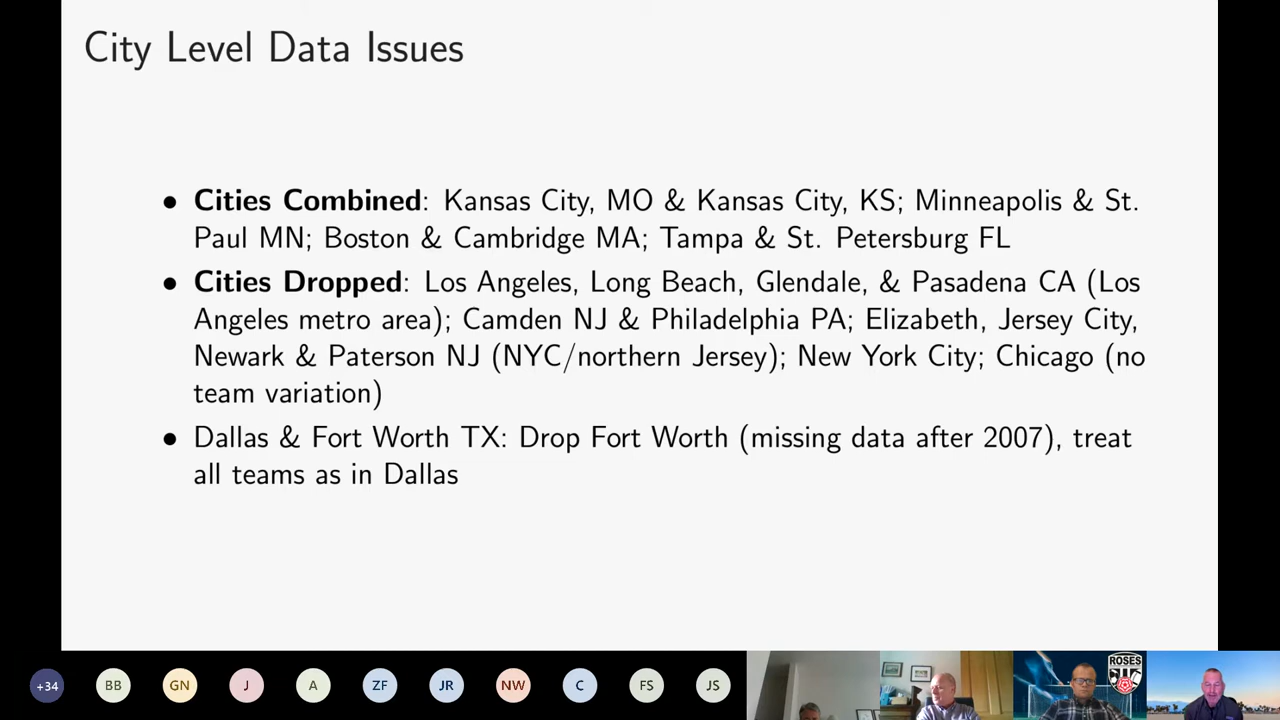 City Level Data Issues
• Cities Combined: Kansas City, MO & Kansas City, KS; Minneapolis & St.
Paul MN; Boston & Cambridge MA; Tampa & St. Petersburg FL
• Cities Dropped: Los Angeles, Long Beach, Glendale, & Pasadena CA (Los
Angeles metro area); Camden NJ & Philadelphia PA; Elizabeth, Jersey City,
Newark & Paterson NJ (NYC/northern Jersey); New York City; Chicago (no
team variation)
• Dallas & Fort Worth TX: Drop Fort Worth (missing data after 2007), treat
all teams as in Dallas
+34 BB GN J A ZF JR NW C FS JS
ROSES